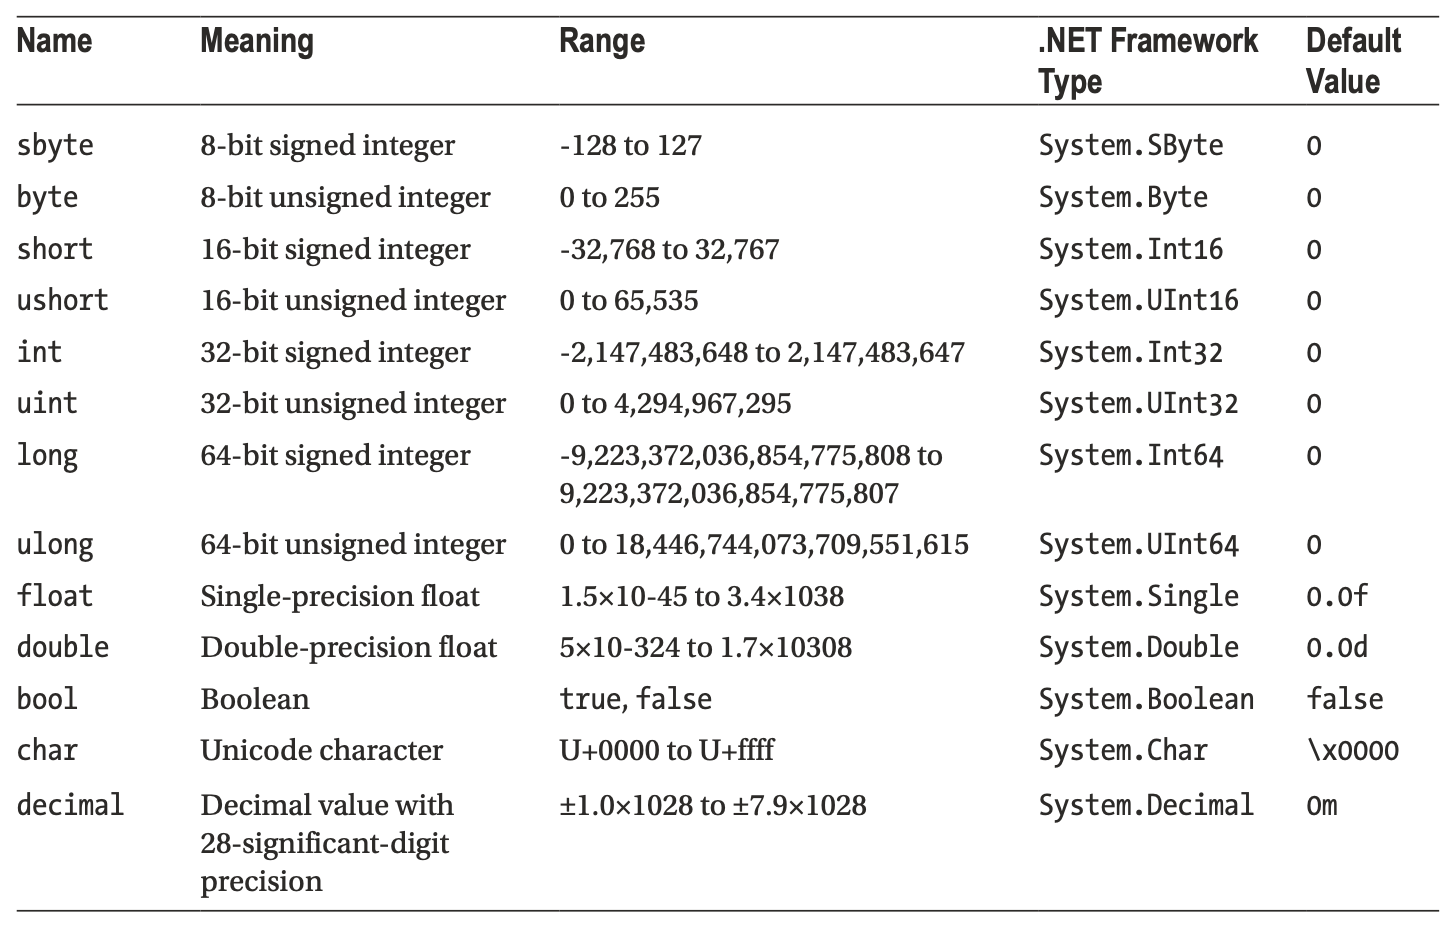 Name Meaning Range .NET Framework Default
Type Value
sbyte 8-bit signed integer -128 to 127 System.SByte 0
byte 8-bit unsigned integer 0 to 255 System.Byte 0
short 16-bit signed integer -32,768 to 32,767 System.Int16 0
ushort 16-bit unsigned integer 0 to 65,535 System.UInt16 0
int 32-bit signed integer -2,147,483,648 to 2,147,483,647 System.Int32 0
uint 32-bit unsigned integer 0 to 4,294,967,295 System.UInt32 0
long 64-bit signed integer -9,223,372,036,854,775,808 to System.Int64 0
9,223,372,036,854,775,807
ulong 64-bit unsigned integer 0 to 18,446,744,073,709,551,615 System.UInt64 0
float Single-precision float 1.5×10-45 to 3.4×1038 System.Single 0.0f
double Double-precision float 5×10-324 to 1.7×10308 System.Double 0.0d
bool Boolean true, false System.Boolean false
char Unicode character U+0000 to U+ffff System.Char \x0000
decimal Decimal value with ±1.0×1028 to ±7.9×1028 System.Decimal 0m
28-significant-digit
precision